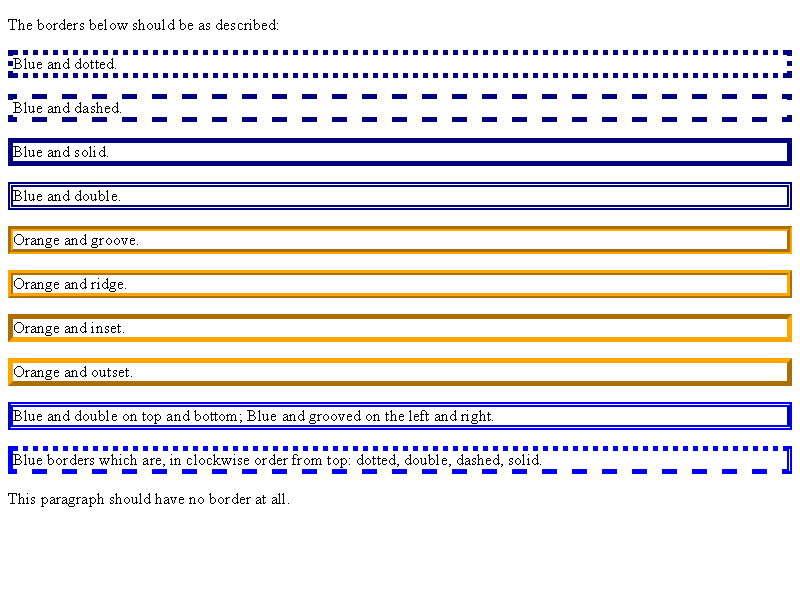 The borders below should be as described:
Blue and dotted.
Blue and dashed.
Blue and solid.
Blue and double.
Orange and groove.
Orange and ridge.
Orange and inset.
Orange and outset.
Blue and double on top and bottom; Blue and grooved on the left and right.
Blue borders which are, in clockwise order from top: dotted, double, dashed, solid.
This paragraph should have no border at all.